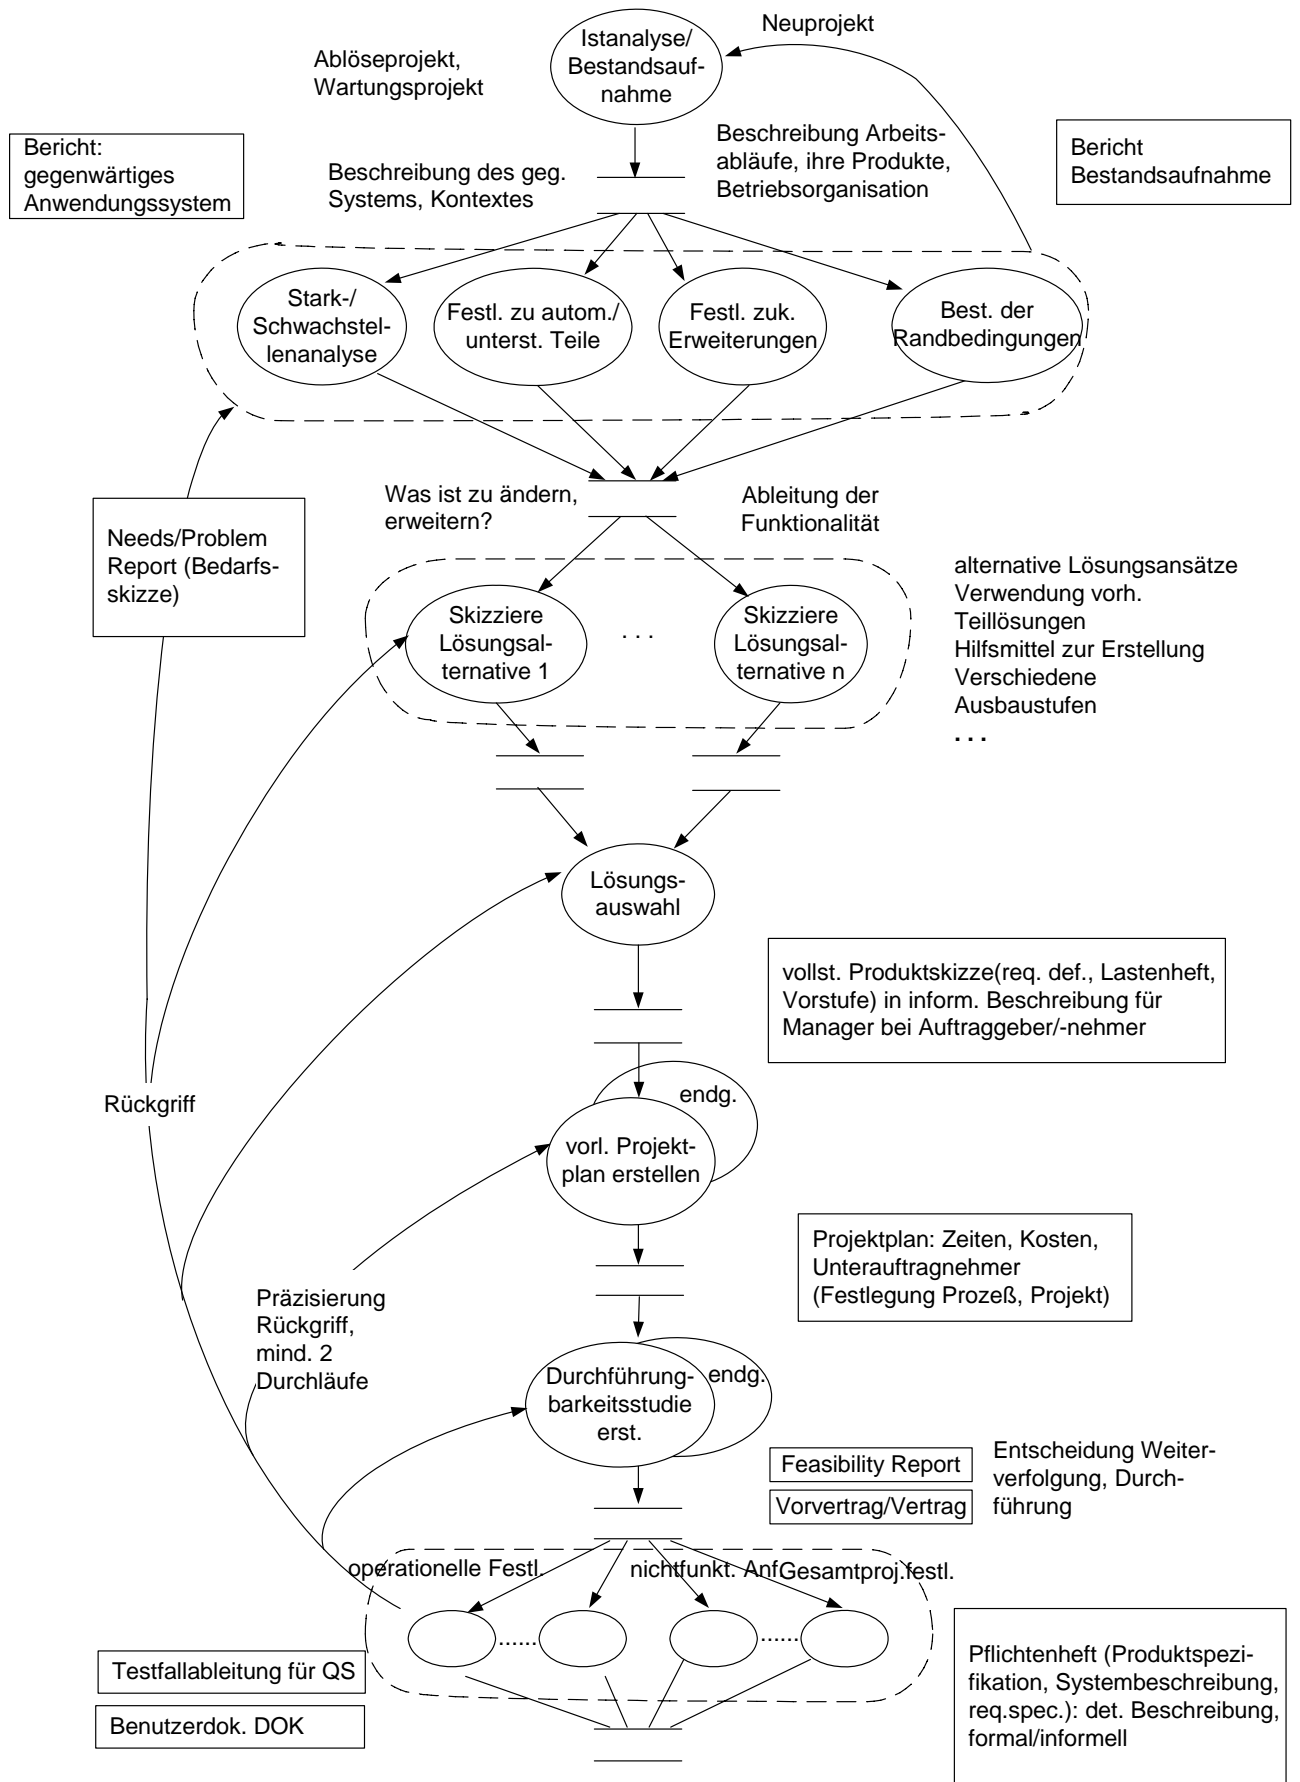 Neuprojekt
Istanalyse/
Bestandsauf-
nahme
Ablöseprojekt,
Wartungsprojekt
Bericht:
gegenwärtiges
Anwendungssystem
Beschreibung des geg.
Systems, Kontextes
Beschreibung Arbeits-
abläufe, ihre Produkte,
Betriebsorganisation
Bericht
Bestandsaufnahme
Stark-/
Schwachstel-
lenanalyse
Festl. zu autom./
unterst. Teile
Festl. zuk.
Erweiterungen
Best. der
Randbedingungen
Was ist zu ändern,
erweitern?
Ableitung der
Funktionalität
Needs/Problem
Report (Bedarfs-
skizze)
Skizziere
Lösungsal-
ternative 1
. . .
Skizziere
Lösungsal-
ternative n
alternative Lösungsansätze
Verwendung vorh.
Teillösungen
Hilfsmittel zur Erstellung
Verschiedene
Ausbaustufen
. . .
Lösungs-
auswahl
vollst. Produktskizze(req. def., Lastenheft,
Vorstufe) in inform. Beschreibung für
Manager bei Auftraggeber/-nehmer
Rückgriff
endg.
vorl. Projekt-
plan erstellen
Projektplan: Zeiten, Kosten,
Unterauftragnehmer
(Festlegung Prozeß, Projekt)
Präzisierung
Rückgriff,
mind. 2
Durchläufe
Durchführung-
barkeitsstudie
erst.
endg.
Feasibility Report
Vorvertrag/Vertrag
Entscheidung Weiter-
verfolgung, Durch-
führung
operationelle Festl.
nichtfunkt. Anf.
Gesamtproj.festl.
......
......
Testfallableitung für QS
Benutzerdok. DOK
Pflichtenheft (Produktspezi-
fikation, Systembeschreibung,
req.spec.): det. Beschreibung,
formal/informell